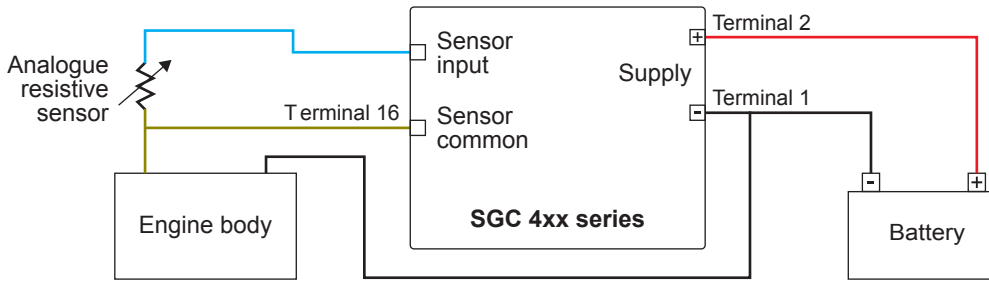 Analogue
resistive
sensor
Sensor
input
Terminal 16
Sensor
common
Engine body
SGC 4xx series
Supply
+
-
Terminal 2
Terminal 1
-
+
Battery